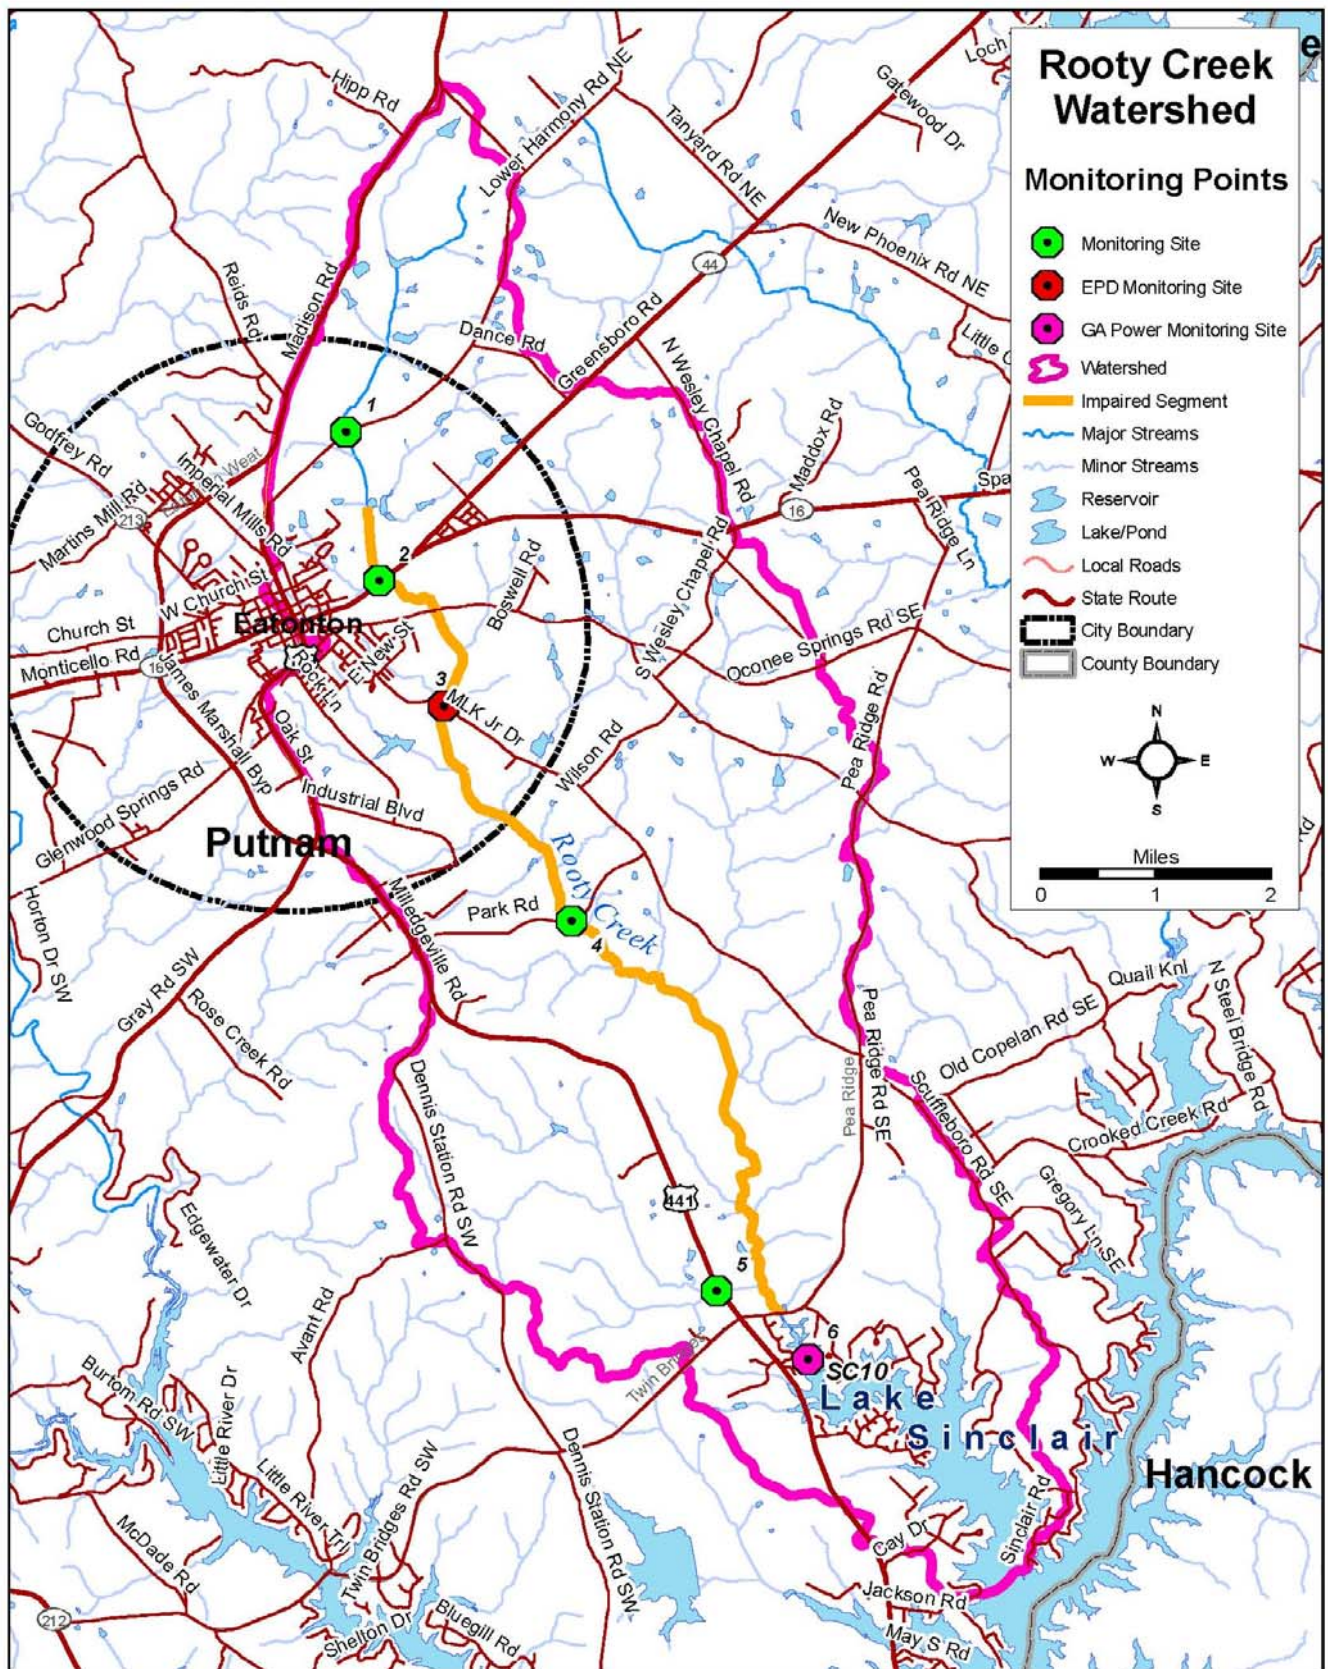 Rooty Creek
Watershed
Monitoring Points
Monitoring Site
EPD Monitoring Site
GA Power Monitoring Site
Watershed
Impaired Segment
Major Streams
Minor Streams
Reservoir
Lake/Pond
Local Roads
State Route
City Boundary
County Boundary
N
W E
S
Miles
0 1 2
Loch
e
Hipp Rd
Lower Harmony Rd NE
Gatewood Dr
Tanyard Rd NE
New Phoenix Rd NE
44
Reids Rd
Madison Rd
Dance Rd
Greensboro Rd
Little
N Wesley Chapel Rd
1
Maddox Rd
Godfrey Rd
Imperial Mills Rd
Martins Mill Rd
213
Pea Ridge Ln
Spa
16
2
Boswell Rd
S Wesley Chapel Rd
W Church St
Church St
Eatonton
E New St
Oconee Springs Rd SE
Monticello Rd
16
Rock Ln
3
MLK Jr Dr
James Marshall Byp
Oak St
Pea Ridge Rd
Wilson Rd
Industrial Blvd
Glenwood Springs Rd
Putnam
Rd
Rooty Creek
Horton Dr SW
Milledgeville Rd
Park Rd
4
Gray Rd SW
Quail Knl
N Steel Bridge Rd
Rose Creek Rd
Pea Ridge Rd SE
Old Copelan Rd SE
Pea Ridge
Dennis Station Rd SW
Scuffleboro Rd SE
Crooked Creek Rd
Gregory Ln SE
441
Edgewater Dr
5
Avant Rd
6
SC10
Twin Bridges
Lake
Sinclair
Burtom Rd SW
Little River Dr
Little River Trl
Twin Bridges Rd SW
Dennis Station Rd SW
Hancock
McDade Rd
Cay Dr
Sinclair Rd
Jackson Rd
212
Shelton Dr
Bluegill Rd
May S Rd